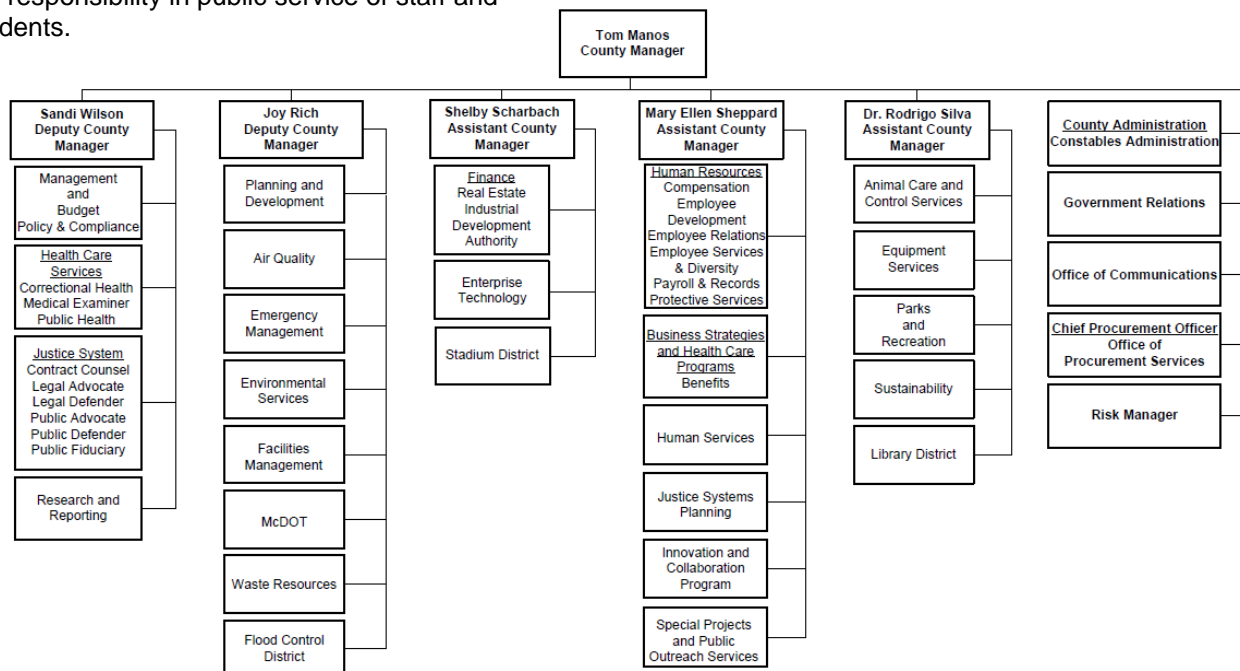 responsibility in public service of staff and
dents.
Tom Manos
County Manager
Sandi Wilson
Deputy County
Manager
Management
and
Budget
Policy & Compliance
Health Care
Services
Correctional Health
Medical Examiner
Public Health
Justice System
Contract Counsel
Legal Advocate
Legal Defender
Public Advocate
Public Defender
Public Fiduciary
Research and
Reporting
Joy Rich
Deputy County
Manager
Planning and
Development
Air Quality
Emergency
Management
Environmental
Services
Facilities
Management
McDOT
Waste Resources
Flood Control
District
Shelby Scharbach
Assistant County
Manager
Finance
Real Estate
Industrial
Development
Authority
Enterprise
Technology
Stadium District
Mary Ellen Sheppard
Assistant County
Manager
Human Resources
Compensation
Employee
Development
Employee Relations
Employee Services
& Diversity
Payroll & Records
Protective Services
Business Strategies
and Health Care
Programs
Benefits
Human Services
Justice Systems
Planning
Innovation and
Collaboration
Program
Special Projects
and Public
Outreach Services
Dr. Rodrigo Silva
Assistant County
Manager
Animal Care and
Control Services
Equipment
Services
Parks
and
Recreation
Sustainability
Library District
County Administration
Constables Administration
Government Relations
Office of Communications
Chief Procurement Officer
Office of
Procurement Services
Risk Manager